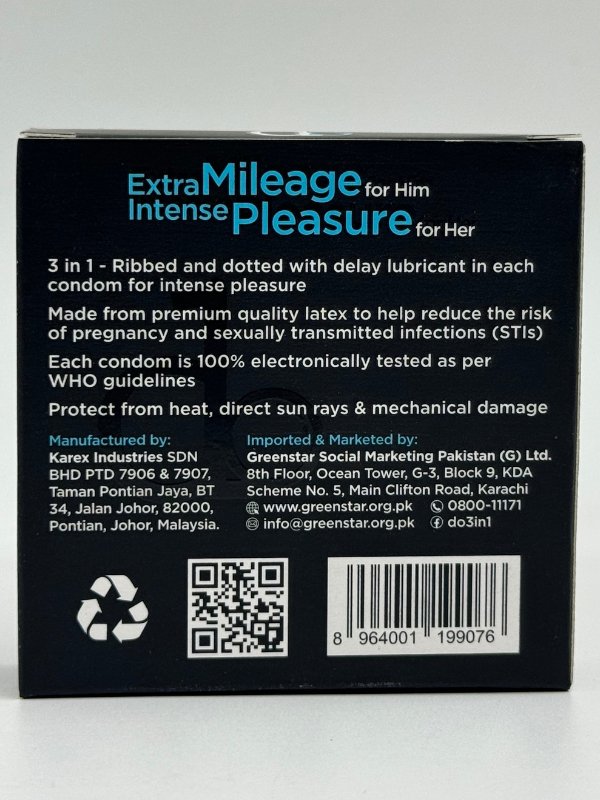 Extra Mileage for Him
Intense Pleasure for Her
3 in 1 - Ribbed and dotted with delay lubricant in each
condom for intense pleasure
Made from premium quality latex to help reduce the risk
of pregnancy and sexually transmitted infections (STIs)
Each condom is 100% electronically tested as per
WHO guidelines
Protect from heat, direct sun rays & mechanical damage
Manufactured by:
Karex Industries SDN
BHD PTD 7906 & 7907,
Taman Pontian Jaya, BT
34, Jalan Johor, 82000,
Pontian, Johor, Malaysia.
Imported & Marketed by:
Greenstar Social Marketing Pakistan (G) Ltd.
8th Floor, Ocean Tower, G-3, Block 9, KDA
Scheme No. 5, Main Clifton Road, Karachi
www.greenstar.org.pk 0800-11171
info@greenstar.org.pk do3in1
8 964001 199076